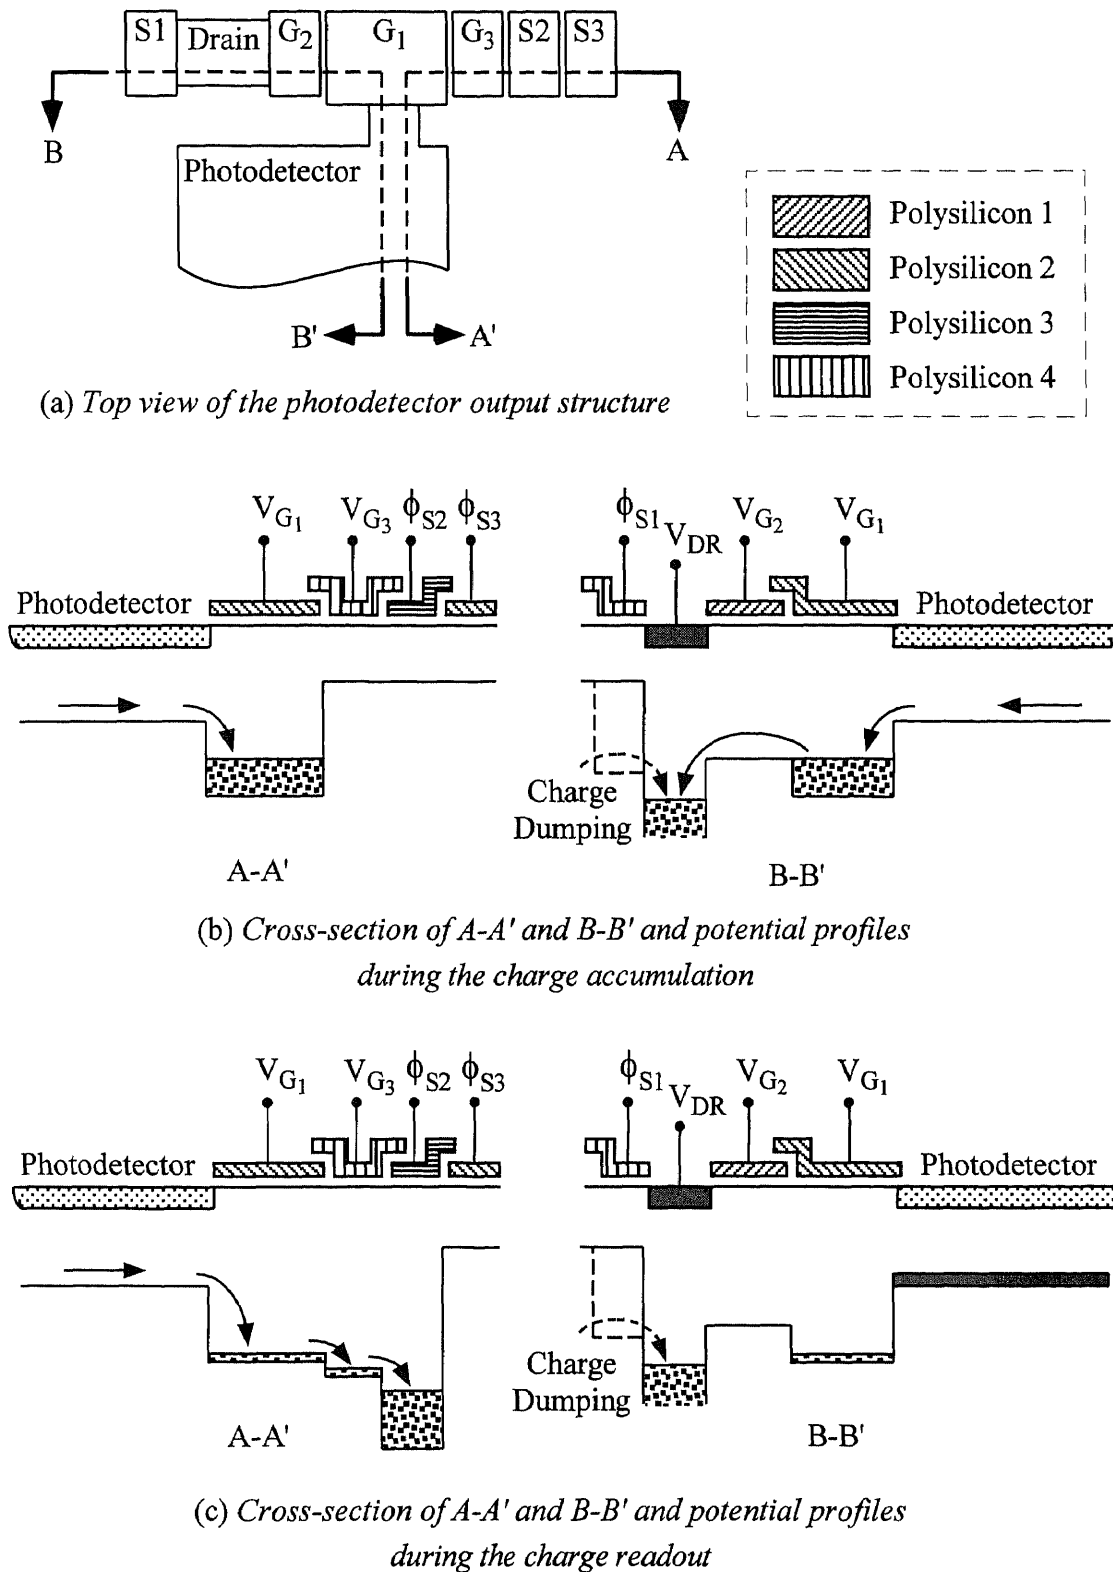 S1 Drain G2 G1 G3 S2 S3
B
A
Photodetector
B' A'
Polysilicon 1
Polysilicon 2
Polysilicon 3
Polysilicon 4
(a) Top view of the photodetector output structure
VG1 VG3 ϕS2 ϕS3
Photodetector
ϕS1 VDR VG2 VG1
Photodetector
Charge
Dumping
A-A'
B-B'
(b) Cross-section of A-A' and B-B' and potential profiles
during the charge accumulation
VG1 VG3 ϕS2 ϕS3
Photodetector
ϕS1 VDR VG2 VG1
Photodetector
Charge
Dumping
A-A'
B-B'
(c) Cross-section of A-A' and B-B' and potential profiles
during the charge readout